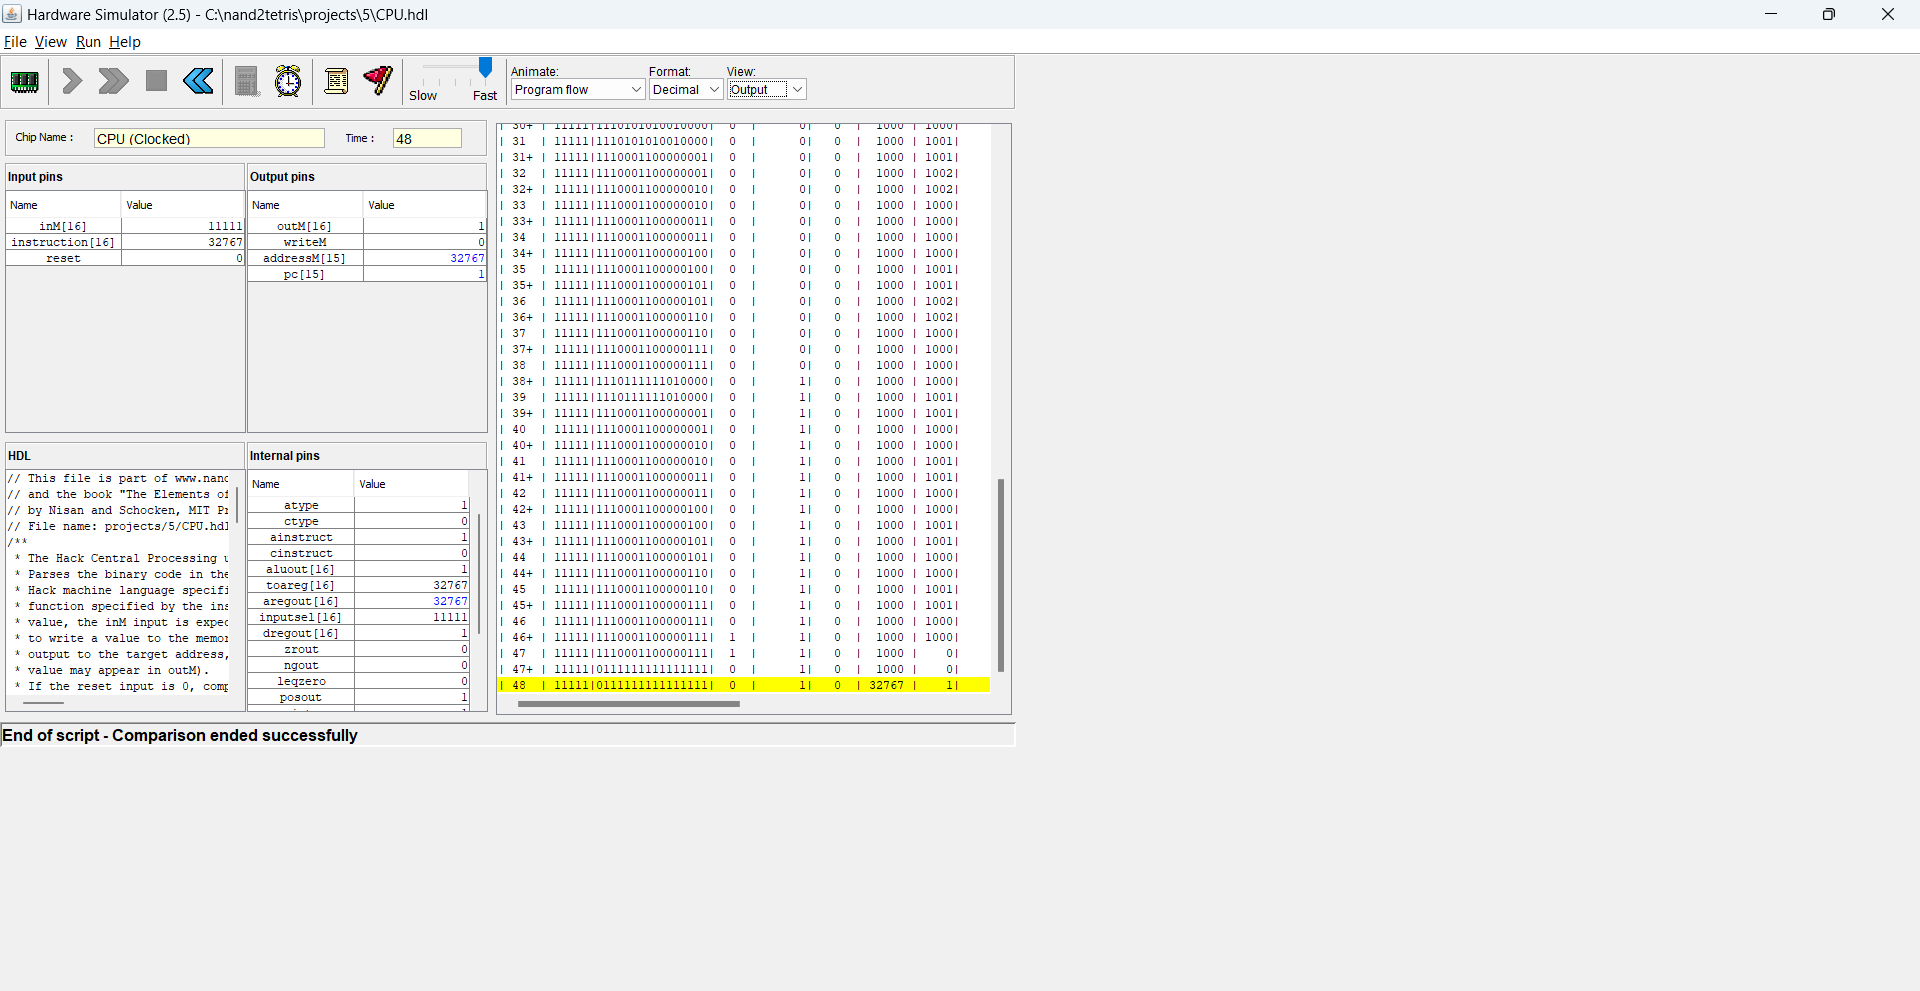 Hardware Simulator (2.5) - C:\nand2tetris\projects\5\CPU.hdl
File View Run Help
Slow Fast
Animate: Format: View:
Program flow Decimal Output
Chip Name : CPU (Clocked) Time : 48
Input pins
Name Value
inM[16] 11111
instruction[16] 32767
reset 0
Output pins
Name Value
outM[16] 1
writeM 0
addressM[15] 32767
pc[15] 1
HDL
// This file is part of www.nand
// and the book "The Elements of
// by Nisan and Schocken, MIT Pr
// File name: projects/5/CPU.hdl
/**
* The Hack Central Processing u
* Parses the binary code in the
* Hack machine language specifi
* function specified by the ins
* value, the inM input is expec
* to write a value to the memor
* output to the target address,
* value may appear in outM).
* If the reset input is 0, comp
Internal pins
Name Value
atype 1
ctype 0
ainstruct 1
cinstruct 0
aluout[16] 1
toareg[16] 32767
aregout[16] 32767
inputsel[16] 11111
dregout[16] 1
zrout 0
ngout 0
leqzero 0
posout 1
| 30+ | 11111|1110101010010000| 0 | 0| 0 | 1000 | 1000|
| 31 | 11111|1110101010010000| 0 | 0| 0 | 1000 | 1001|
| 31+ | 11111|1110001100000001| 0 | 0| 0 | 1000 | 1001|
| 32 | 11111|1110001100000001| 0 | 0| 0 | 1000 | 1002|
| 32+ | 11111|1110001100000010| 0 | 0| 0 | 1000 | 1002|
| 33 | 11111|1110001100000010| 0 | 0| 0 | 1000 | 1000|
| 33+ | 11111|1110001100000011| 0 | 0| 0 | 1000 | 1000|
| 34 | 11111|1110001100000011| 0 | 0| 0 | 1000 | 1000|
| 34+ | 11111|1110001100000100| 0 | 0| 0 | 1000 | 1000|
| 35 | 11111|1110001100000100| 0 | 0| 0 | 1000 | 1001|
| 35+ | 11111|1110001100000101| 0 | 0| 0 | 1000 | 1001|
| 36 | 11111|1110001100000101| 0 | 0| 0 | 1000 | 1002|
| 36+ | 11111|1110001100000110| 0 | 0| 0 | 1000 | 1002|
| 37 | 11111|1110001100000110| 0 | 0| 0 | 1000 | 1000|
| 37+ | 11111|1110001100000111| 0 | 0| 0 | 1000 | 1000|
| 38 | 11111|1110001100000111| 0 | 0| 0 | 1000 | 1000|
| 38+ | 11111|1110111111010000| 0 | 1| 0 | 1000 | 1000|
| 39 | 11111|1110111111010000| 0 | 1| 0 | 1000 | 1001|
| 39+ | 11111|1110001100000001| 0 | 1| 0 | 1000 | 1001|
| 40 | 11111|1110001100000001| 0 | 1| 0 | 1000 | 1000|
| 40+ | 11111|1110001100000010| 0 | 1| 0 | 1000 | 1000|
| 41 | 11111|1110001100000010| 0 | 1| 0 | 1000 | 1001|
| 41+ | 11111|1110001100000011| 0 | 1| 0 | 1000 | 1001|
| 42 | 11111|1110001100000011| 0 | 1| 0 | 1000 | 1000|
| 42+ | 11111|1110001100000100| 0 | 1| 0 | 1000 | 1000|
| 43 | 11111|1110001100000100| 0 | 1| 0 | 1000 | 1001|
| 43+ | 11111|1110001100000101| 0 | 1| 0 | 1000 | 1001|
| 44 | 11111|1110001100000101| 0 | 1| 0 | 1000 | 1000|
| 44+ | 11111|1110001100000110| 0 | 1| 0 | 1000 | 1000|
| 45 | 11111|1110001100000110| 0 | 1| 0 | 1000 | 1001|
| 45+ | 11111|1110001100000111| 0 | 1| 0 | 1000 | 1001|
| 46 | 11111|1110001100000111| 0 | 1| 0 | 1000 | 1000|
| 46+ | 11111|1110001100000111| 1 | 1| 0 | 1000 | 1000|
| 47 | 11111|1110001100000111| 1 | 1| 0 | 1000 | 0|
| 47+ | 11111|0111111111111111| 0 | 1| 0 | 1000 | 0|
| 48 | 11111|0111111111111111| 0 | 1| 0 | 32767 | 1|
End of script - Comparison ended successfully